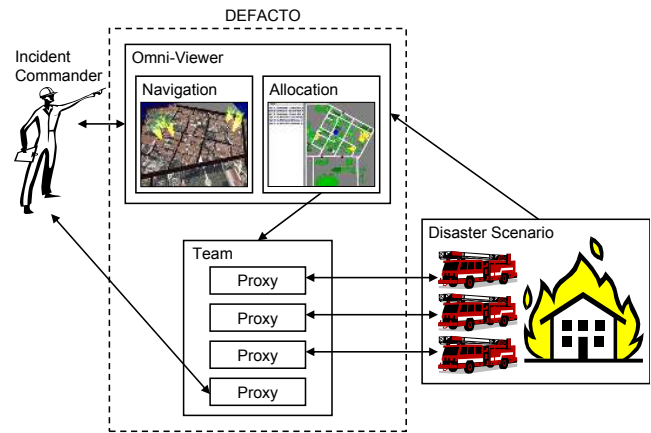 DEFACTO
Incident
Commander
Omni-Viewer
Navigation
Allocation
Team
Proxy
Proxy
Proxy
Proxy
Disaster Scenario